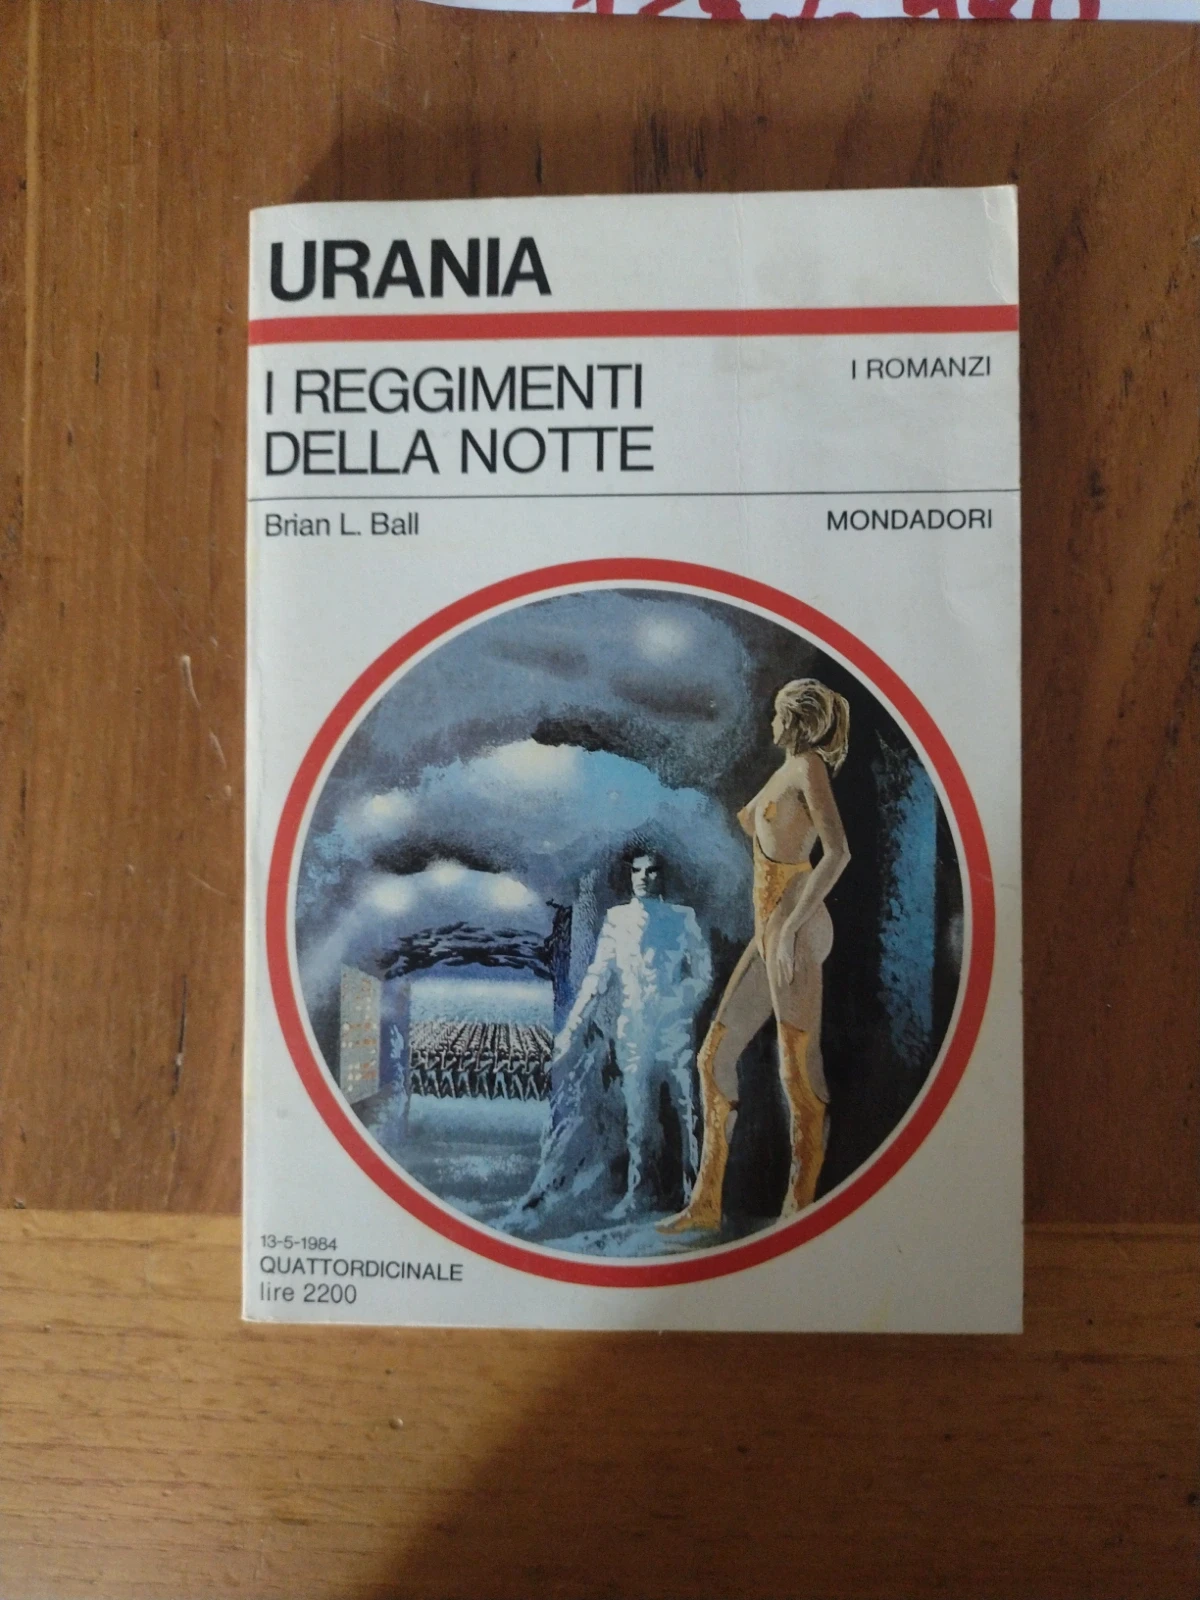 URANIA
I REGGIMENTI
DELLA NOTTE
I ROMANZI
Brian L. Ball
MONDADORI
13-5-1984
QUATTORDICINALE
lire 2200